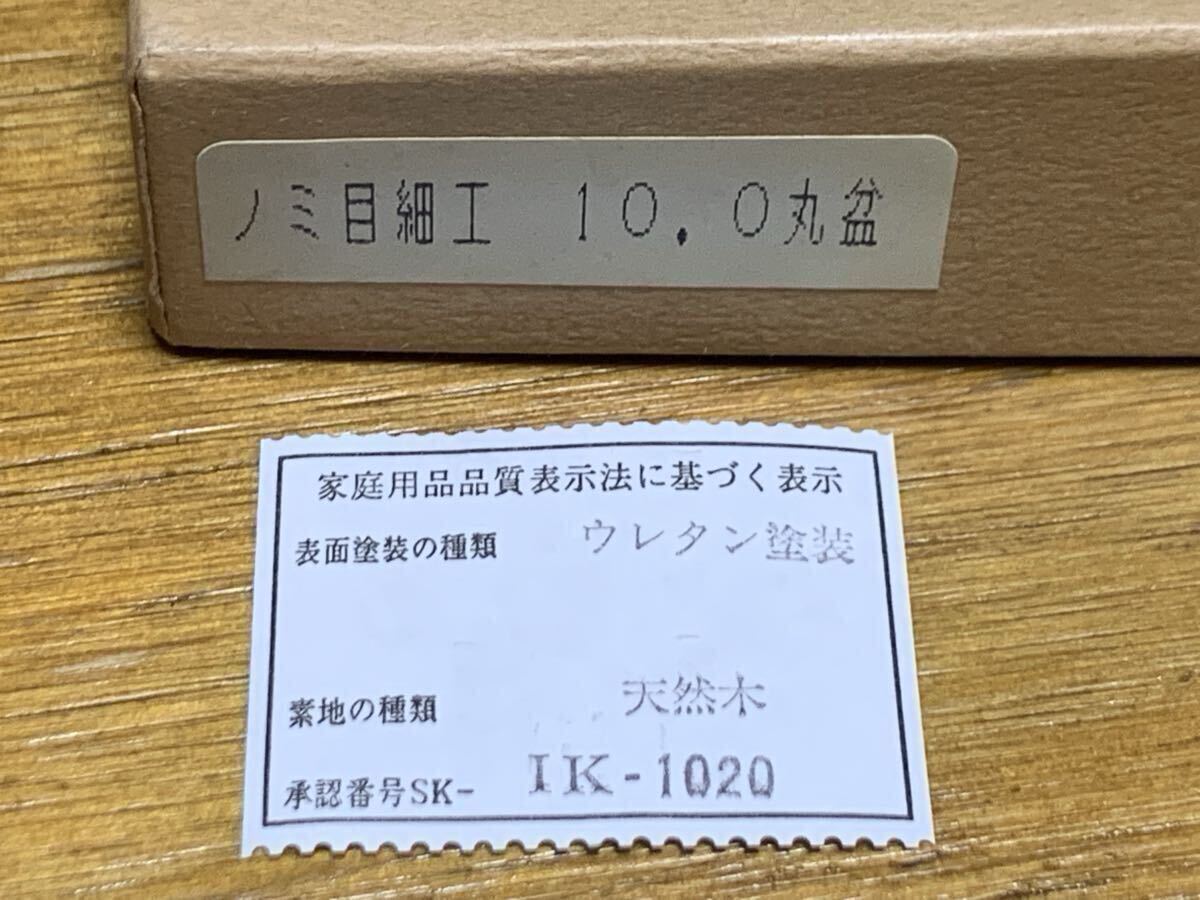 ノミ目細工 10.0丸盆
家庭用品品質表示法に基づく表示
表面塗装の種類 ウレタン塗装
素地の種類 天然木
承認番号SK- IK-1020